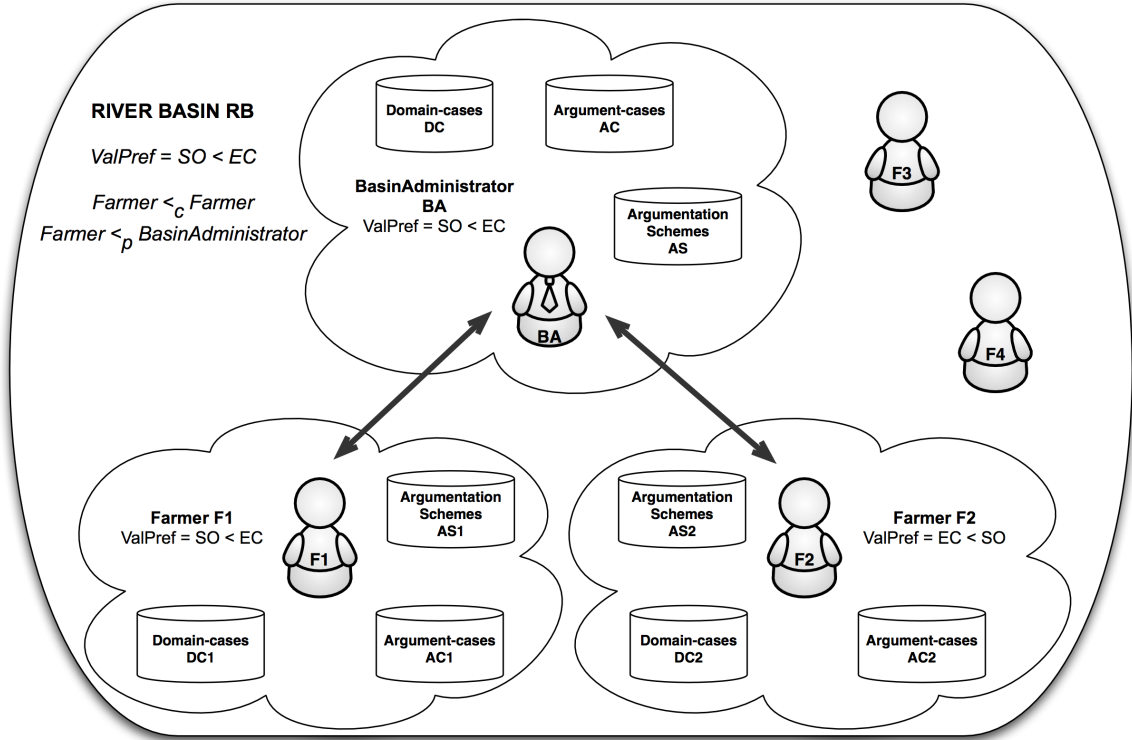 RIVER BASIN RB
ValPref = SO < EC
Farmer <c Farmer
Farmer <p BasinAdministrator
Domain-cases
DC
Argument-cases
AC
BasinAdministrator
BA
ValPref = SO < EC
Argumentation
Schemes
AS
BA
F3
F4
Farmer F1
ValPref = SO < EC
F1
Argumentation
Schemes
AS1
Domain-cases
DC1
Argument-cases
AC1
Argumentation
Schemes
AS2
F2
Farmer F2
ValPref = EC < SO
Domain-cases
DC2
Argument-cases
AC2